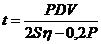 t = PDV / (2Sη − 0,2P)